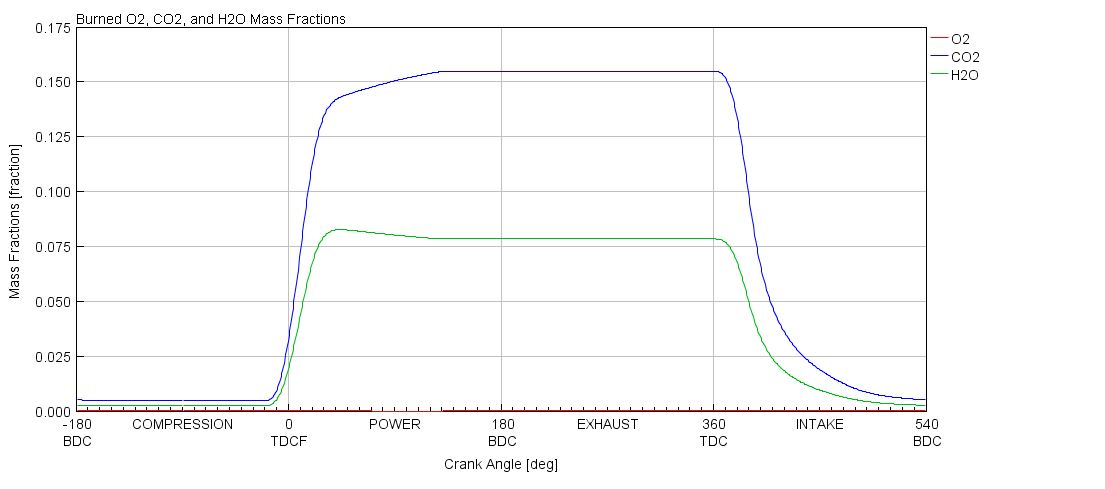 Burned O2, CO2, and H2O Mass Fractions
0.175
0.150
0.125
0.100
0.075
0.050
0.025
0.000
Mass Fractions [fraction]
O2
CO2
H2O
-180 COMPRESSION 0 POWER 180 EXHAUST 360 INTAKE 540
BDC TDCF BDC TDC BDC
Crank Angle [deg]